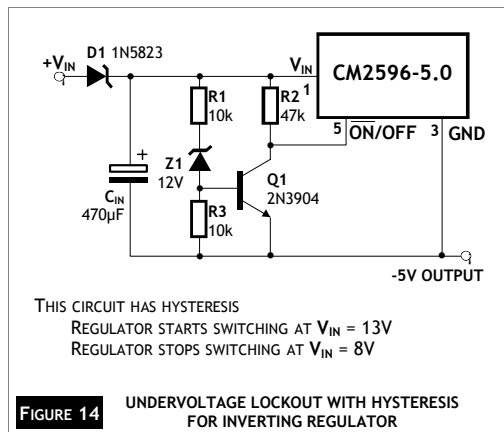 D1 1N5823
+VIN
VIN
CM2596-5.0
1
R1
10k
R2
47k
5 ON/OFF 3 GND
+
Z1
12V
Q1
2N3904
CIN
470µF
R3
10k
-5V OUTPUT
THIS CIRCUIT HAS HYSTERESIS
REGULATOR STARTS SWITCHING AT VIN = 13V
REGULATOR STOPS SWITCHING AT VIN = 8V
FIGURE 14
UNDERVOLTAGE LOCKOUT WITH HYSTERESIS
FOR INVERTING REGULATOR